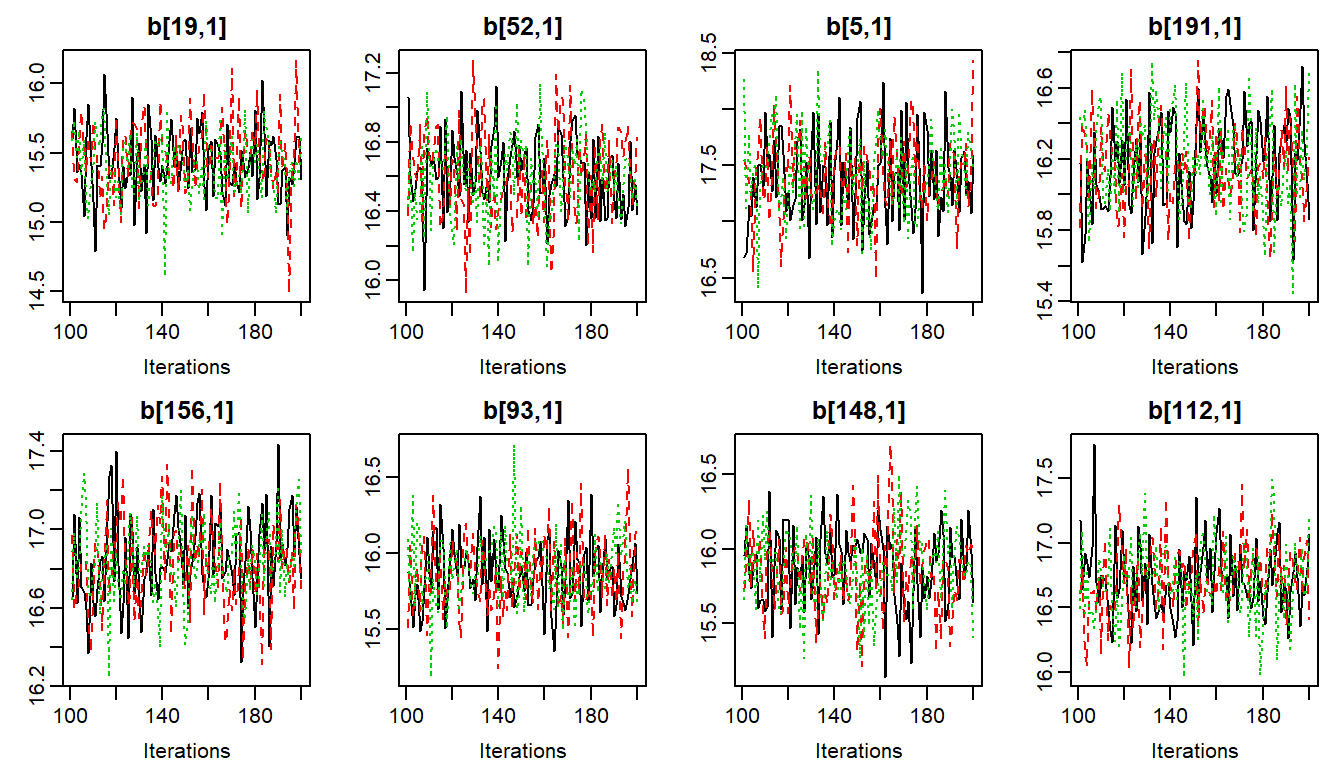 b[19,1] b[52,1] b[5,1] b[191,1]
16.0 17.2 18.5 16.6
15.5 16.8 17.5 16.2
15.0 16.4 16.5 15.8
14.5 16.0 15.4
100 140 180 100 140 180 100 140 180 100 140 180
Iterations Iterations Iterations Iterations
b[156,1] b[93,1] b[148,1] b[112,1]
17.4 16.5 16.5 17.5
17.0 16.0 16.0 17.0
16.6 15.5 15.5 16.5
16.2 16.0
100 140 180 100 140 180 100 140 180 100 140 180
Iterations Iterations Iterations Iterations